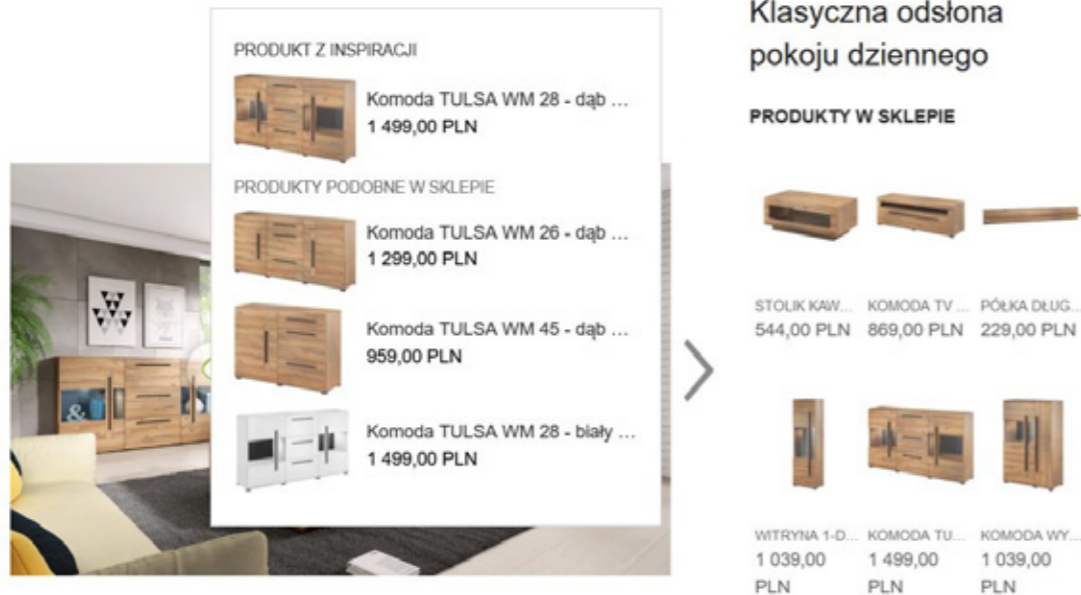 PRODUKT Z INSPIRACJI
Komoda TULSA WM 28 - dąb ...
1 499,00 PLN
PRODUKTY PODOBNE W SKLEPIE
Komoda TULSA WM 26 - dąb ...
1 299,00 PLN
Komoda TULSA WM 45 - dąb ...
959,00 PLN
Komoda TULSA WM 28 - biały ...
1 499,00 PLN
&
Klasyczna odsłona
pokoju dziennego
PRODUKTY W SKLEPIE
STOLIK KAW... KOMODA TV ... PÓŁKA DŁUG...
544,00 PLN 869,00 PLN 229,00 PLN
WITRYNA 1-D... KOMODA TU... KOMODA WY...
1 039,00 1 499,00 1 039,00
PLN PLN PLN